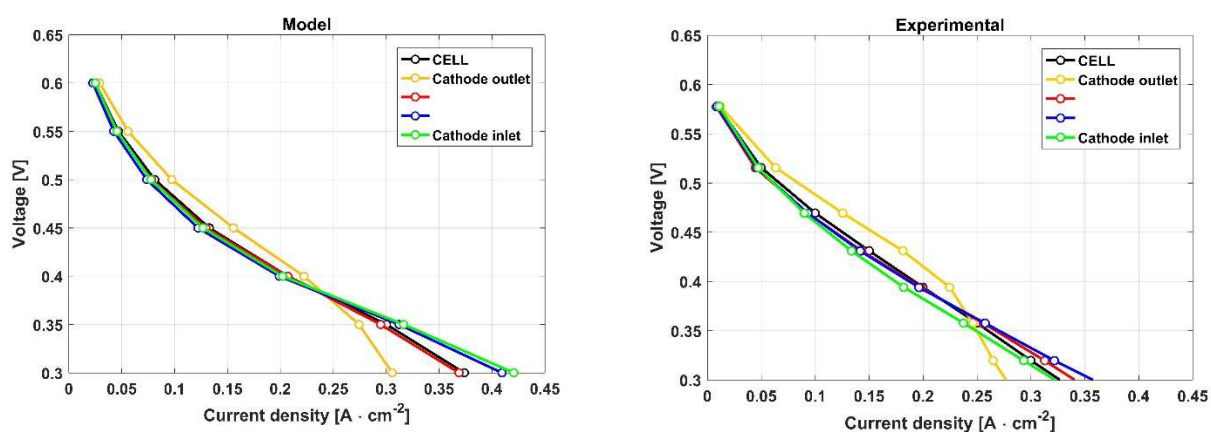 Model
0.65
0.6
0.55
0.5
0.45
0.4
0.35
0.3
Voltage [V]
0 0.05 0.1 0.15 0.2 0.25 0.3 0.35 0.4 0.45
Current density [A · cm⁻²]
CELL
Cathode outlet
Cathode inlet
Experimental
0.65
0.6
0.55
0.5
0.45
0.4
0.35
0.3
Voltage [V]
0 0.05 0.1 0.15 0.2 0.25 0.3 0.35 0.4 0.45
Current density [A · cm⁻²]
CELL
Cathode outlet
Cathode inlet